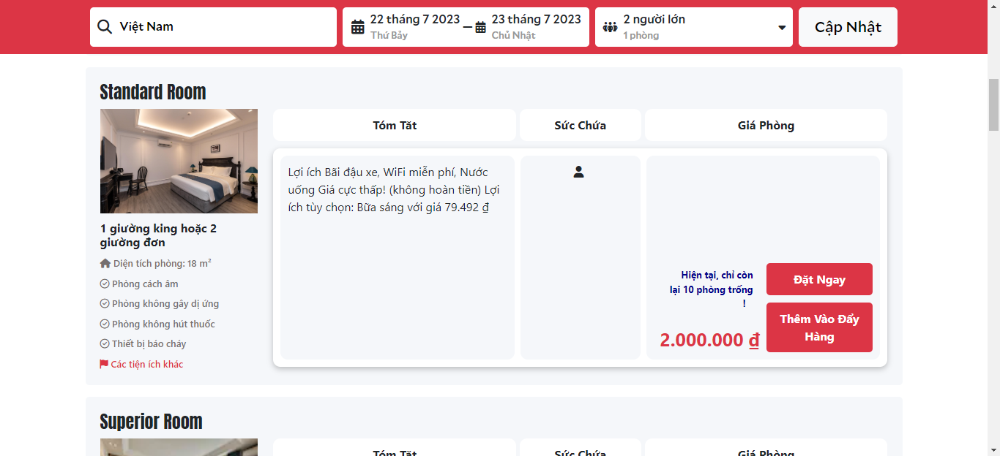 Việt Nam
22 tháng 7 2023 — 23 tháng 7 2023
Thứ Bảy
Chủ Nhật
2 người lớn
1 phòng
Cập Nhật
Standard Room
Tóm Tăt
Sức Chứa
Giá Phòng
1 giường king hoặc 2
giường đơn
Diện tích phòng: 18 m²
Phòng cách âm
Phòng không gây dị ứng
Phòng không hút thuốc
Thiết bị báo cháy
Các tiện ích khác
Lợi ích Bãi đậu xe, WiFi miễn phí, Nước
uống Giá cực thấp! (không hoàn tiền) Lợi
ích tùy chọn: Bữa sáng với giá 79.492 ₫
Hiện tại, chỉ còn
lại 10 phòng trống
!
2.000.000 ₫
Đặt Ngay
Thêm Vào Đẩy
Hàng
Superior Room
Tóm Tăt
Sức Chứa
Giá Phòng